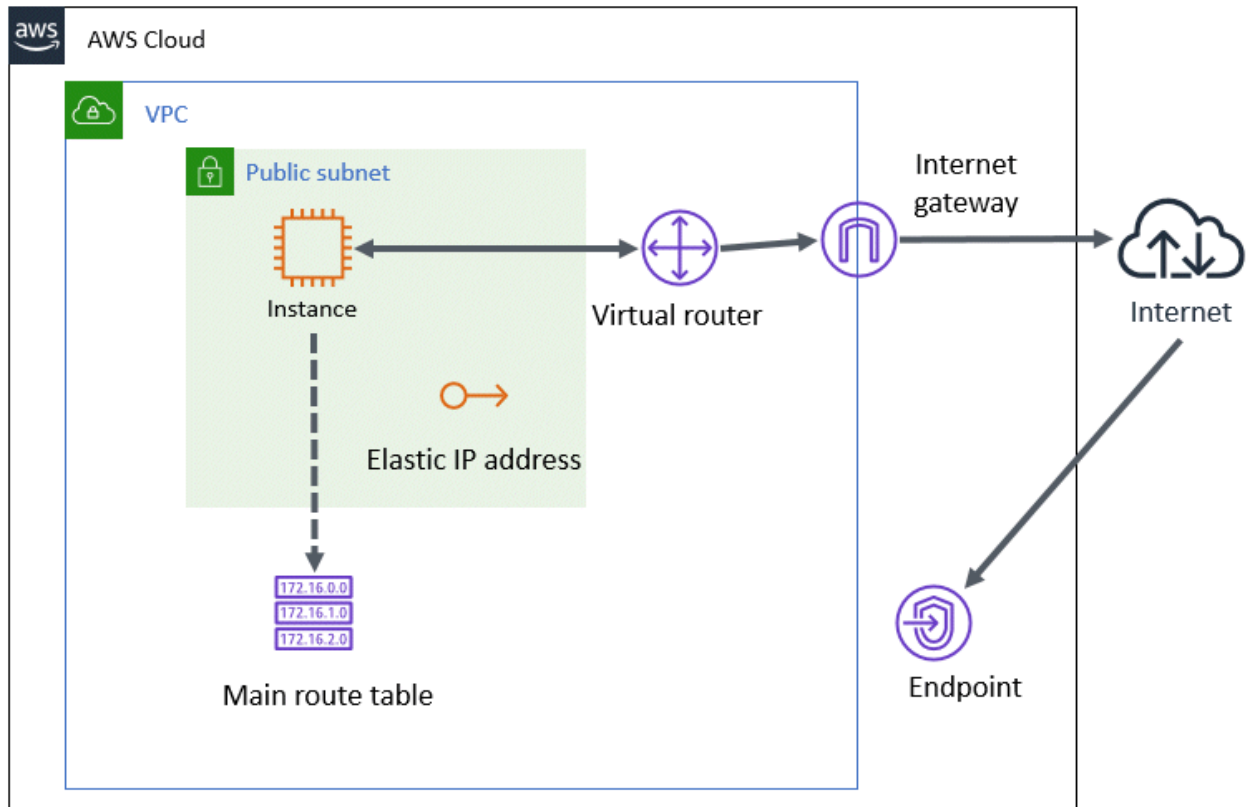 aws
AWS Cloud
VPC
Public subnet
Instance
Elastic IP address
Virtual router
Internet
gateway
Internet
172.16.0.0
172.16.1.0
172.16.2.0
Main route table
Endpoint